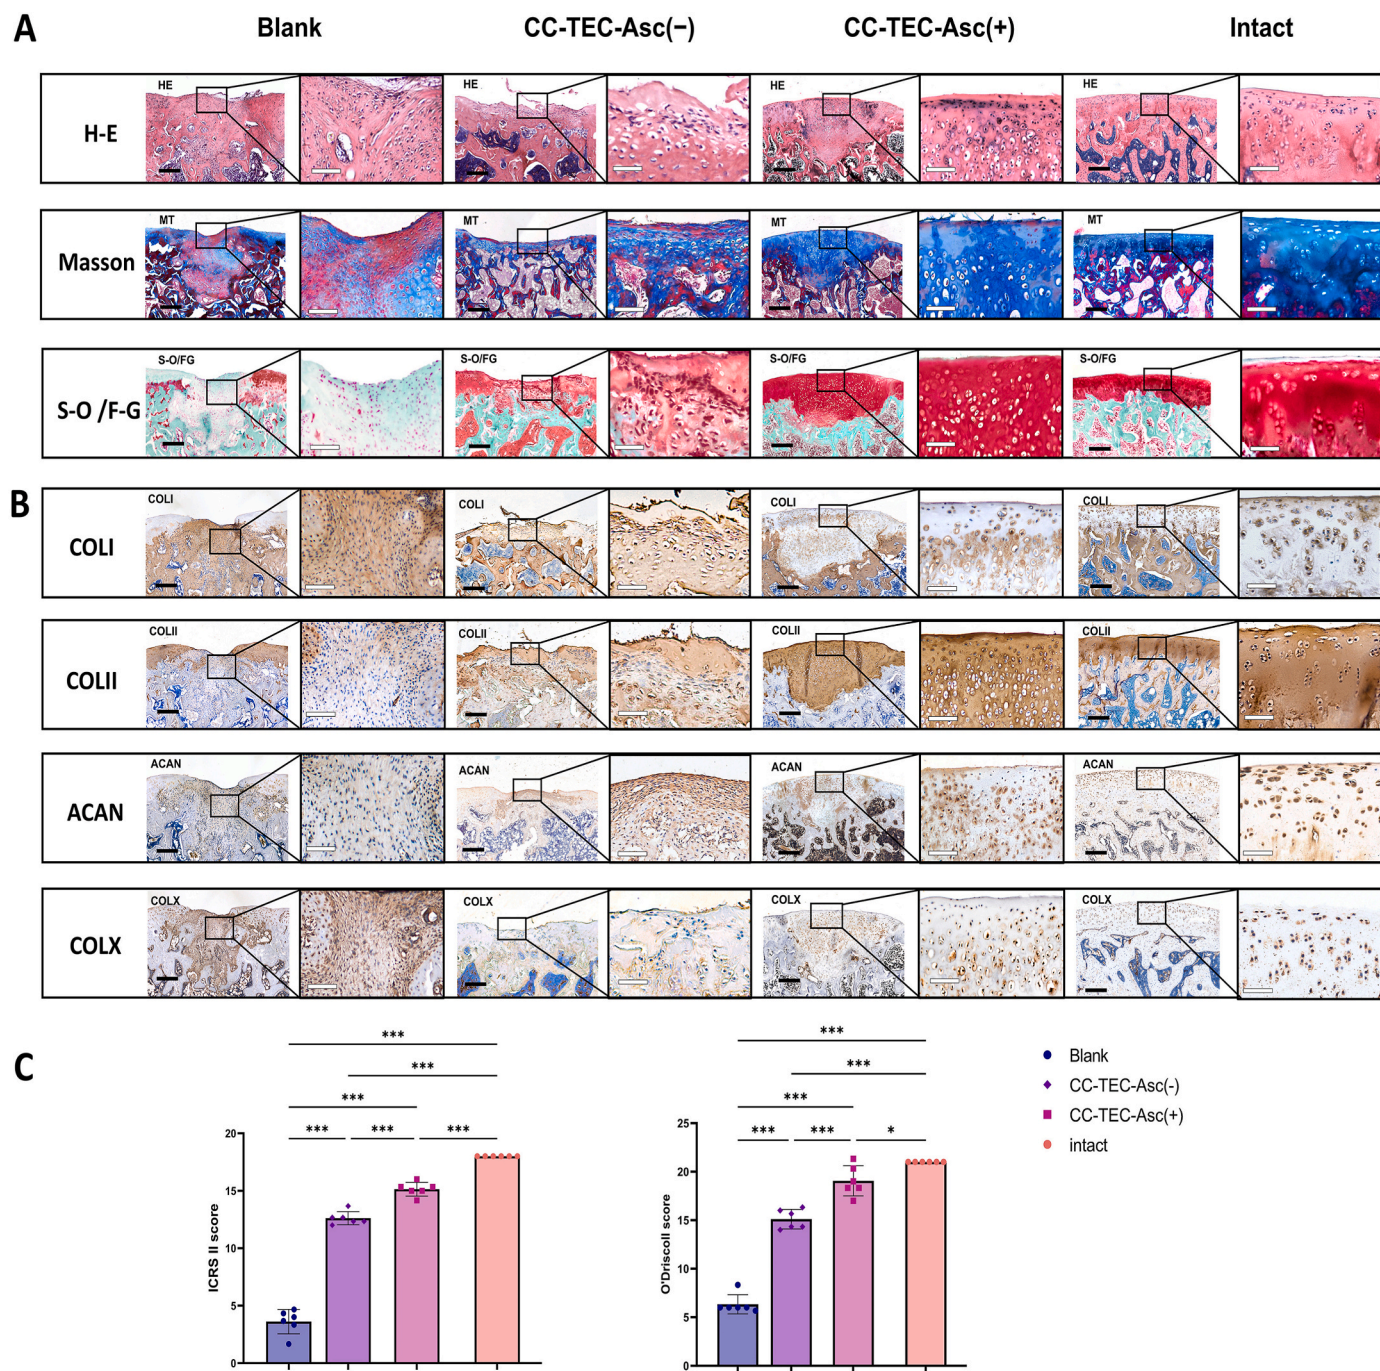 A
Blank CC-TEC-Asc(−) CC-TEC-Asc(+) Intact
H-E HE HE HE HE
Masson MT MT MT MT
S-O /F-G S-O/FG S-O/FG S-O/FG S-O/FG
B
COLI COLI COLI COLI COLI
COLII COLII COLII COLII COLII
ACAN ACAN ACAN ACAN ACAN
COLX COLX COLX COLX COLX
C
***
***
***
*** *** ***
ICRS II score
20
15
10
5
0
***
***
***
*** *** *
O'Driscoll score
25
20
15
10
5
0
Blank
CC-TEC-Asc(-)
CC-TEC-Asc(+)
intact